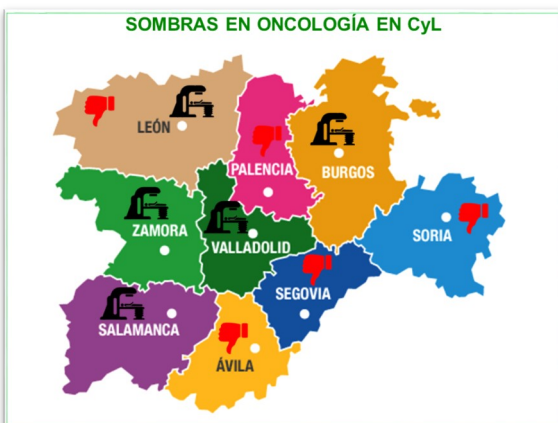 SOMBRAS EN ONCOLOGÍA EN CyL
LEÓN
PALENCIA
BURGOS
ZAMORA
VALLADOLID
SORIA
SEGOVIA
SALAMANCA
ÁVILA